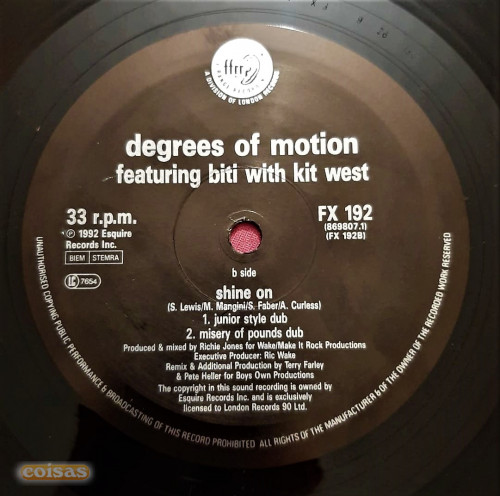 ffrr
A DIVISION OF LONDON RECORDS
degrees of motion
featuring biti with kit west
33 r.p.m.
℗ 1992 Esquire
Records Inc.
BIEM STEMRA
LC 7654
FX 192
(869807.1)
(FX 192B)
b side
shine on
(S. Lewis/M. Mangini/S. Faber/A. Curless)
1. junior style dub
2. misery of pounds dub
Produced & mixed by Richie Jones for Wake/Make It Rock Productions
Executive Producer: Ric Wake
Remix & Additional Production by Terry Farley
& Pete Heller for Boys Own Productions
The copyright in this sound recording is owned by
Esquire Records Inc. and is exclusively
licensed to London Records 90 Ltd.
UNAUTHORISED COPYING PUBLIC PERFORMANCE & BROADCASTING OF THIS RECORD PROHIBITED ALL RIGHTS OF THE MANUFACTURER & OF THE OWNER OF THE RECORDED WORK RESERVED
coisas